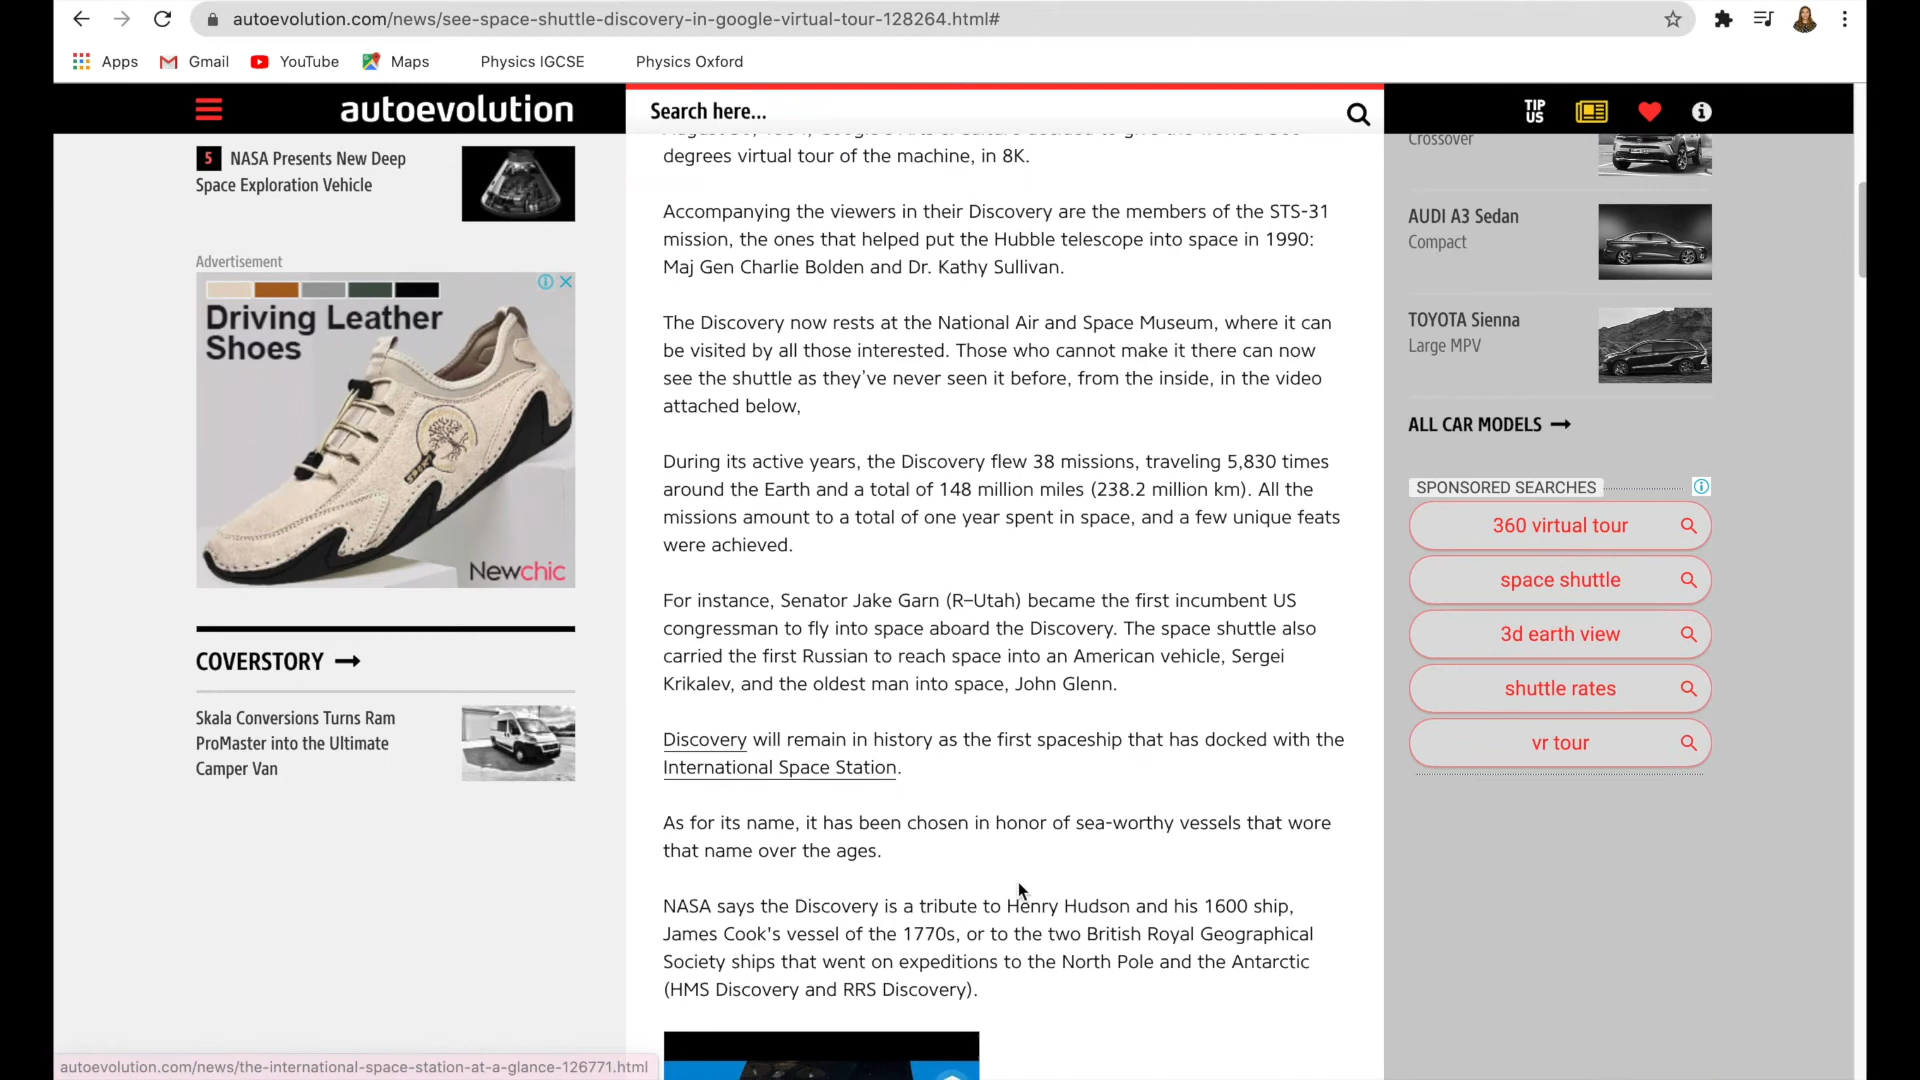 autoevolution.com/news/see-space-shuttle-discovery-in-google-virtual-tour-128264.html#
Apps
Gmail
YouTube
Maps
Physics IGCSE
Physics Oxford
autoevolution
Search here...
TIP
US
5 NASA Presents New Deep
Space Exploration Vehicle
Advertisement
Driving Leather
Shoes
Newchic
COVERSTORY
Skala Conversions Turns Ram
ProMaster into the Ultimate
Camper Van
degrees virtual tour of the machine, in 8K.
Accompanying the viewers in their Discovery are the members of the STS-31
mission, the ones that helped put the Hubble telescope into space in 1990:
Maj Gen Charlie Bolden and Dr. Kathy Sullivan.
The Discovery now rests at the National Air and Space Museum, where it can
be visited by all those interested. Those who cannot make it there can now
see the shuttle as they've never seen it before, from the inside, in the video
attached below,
During its active years, the Discovery flew 38 missions, traveling 5,830 times
around the Earth and a total of 148 million miles (238.2 million km). All the
missions amount to a total of one year spent in space, and a few unique feats
were achieved.
For instance, Senator Jake Garn (R–Utah) became the first incumbent US
congressman to fly into space aboard the Discovery. The space shuttle also
carried the first Russian to reach space into an American vehicle, Sergei
Krikalev, and the oldest man into space, John Glenn.
Discovery will remain in history as the first spaceship that has docked with the
International Space Station.
As for its name, it has been chosen in honor of sea-worthy vessels that wore
that name over the ages.
NASA says the Discovery is a tribute to Henry Hudson and his 1600 ship,
James Cook's vessel of the 1770s, or to the two British Royal Geographical
Society ships that went on expeditions to the North Pole and the Antarctic
(HMS Discovery and RRS Discovery).
Crossover
AUDI A3 Sedan
Compact
TOYOTA Sienna
Large MPV
ALL CAR MODELS
SPONSORED SEARCHES
360 virtual tour
space shuttle
3d earth view
shuttle rates
vr tour
autoevolution.com/news/the-international-space-station-at-a-glance-126771.html